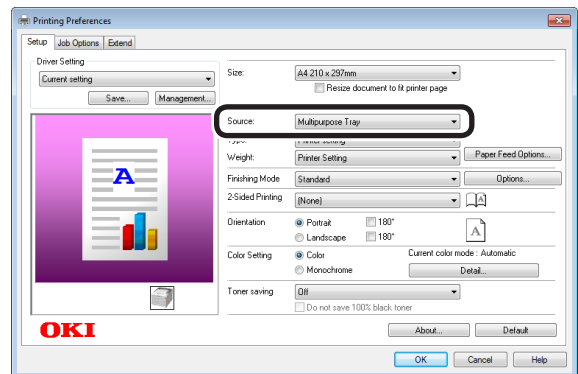 Printing Preferences
Setup Job Options Extend
Driver Setting
Current setting
Save... Management...
Size: A4 210 x 297mm
Resize document to fit printer page
Source: Multipurpose Tray
Weight: Printer Setting Paper Feed Options...
Finishing Mode Standard Options...
2-Sided Printing (None) A
Orientation Portrait 180°
Landscape 180° A
Color Setting Color Current color mode : Automatic
Monochrome Detail...
Toner saving Off
Do not save 100% black toner
A
OKI
About... Default
OK Cancel Help